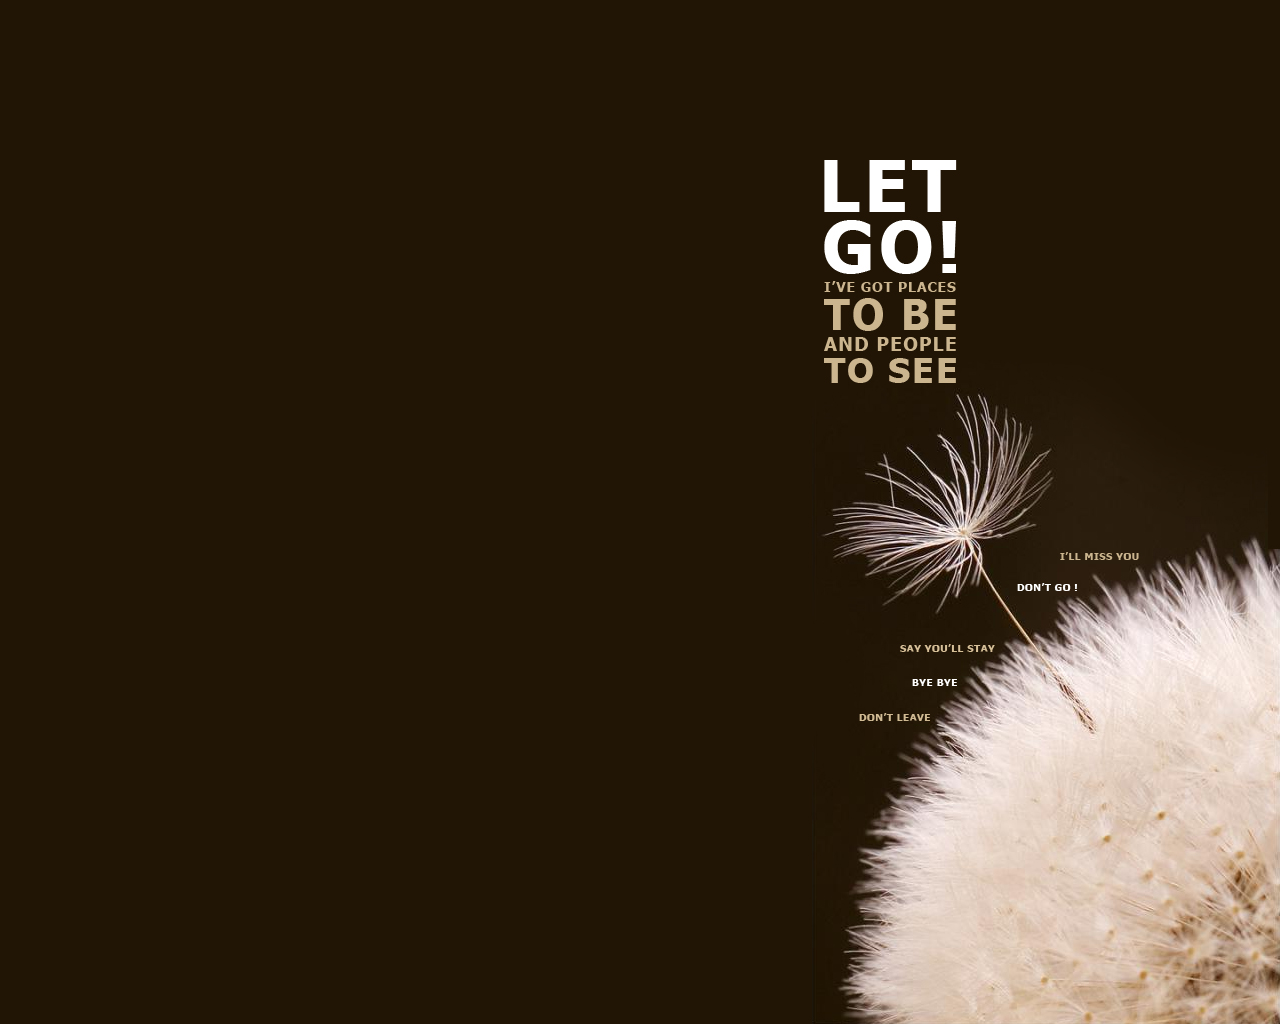 LET
GO!
I’VE GOT PLACES
TO BE
AND PEOPLE
TO SEE
I’LL MISS YOU
DON’T GO !
SAY YOU’LL STAY
BYE BYE
DON’T LEAVE